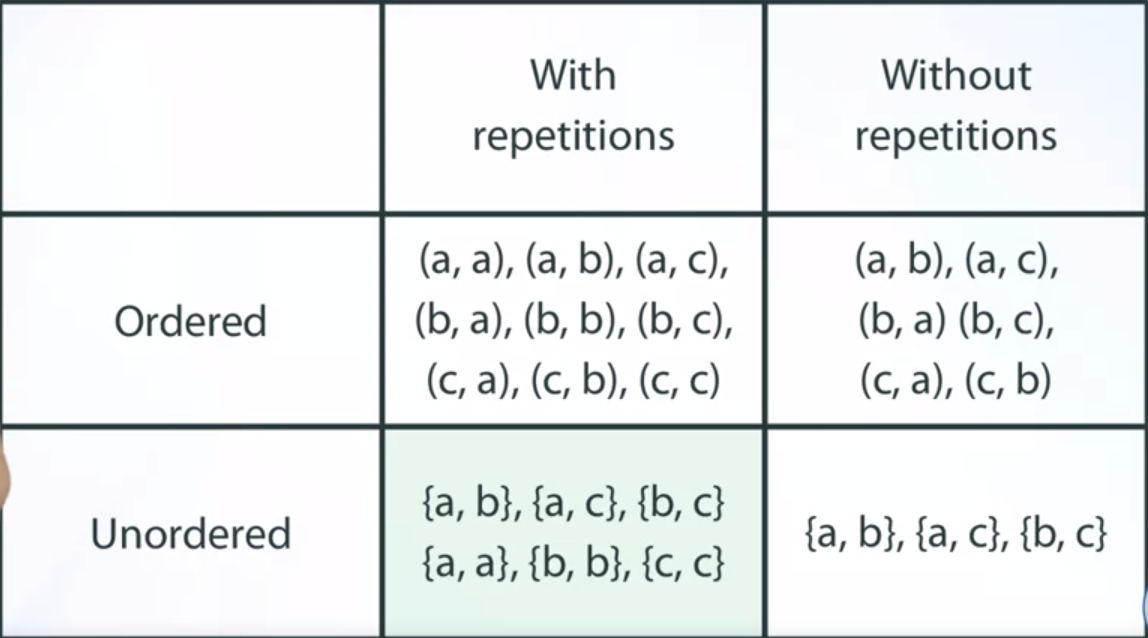 With
repetitions
Without
repetitions
Ordered
(a, a), (a, b), (a, c),
(b, a), (b, b), (b, c),
(c, a), (c, b), (c, c)
(a, b), (a, c),
(b, a) (b, c),
(c, a), (c, b)
Unordered
{a, b}, {a, c}, {b, c}
{a, a}, {b, b}, {c, c}
{a, b}, {a, c}, {b, c}